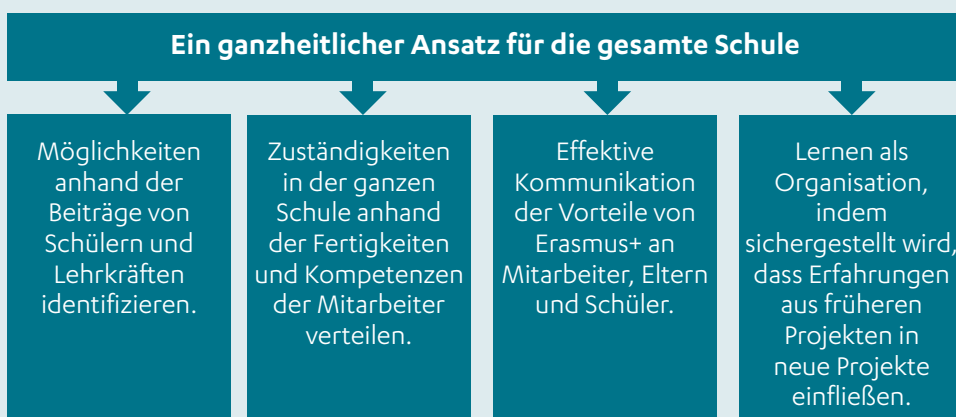 Ein ganzheitlicher Ansatz für die gesamte Schule
Möglichkeiten
anhand der
Beiträge von
Schülern und
Lehrkräften
identifizieren.
Zuständigkeiten
in der ganzen
Schule anhand
der Fertigkeiten
und Kompetenzen
der Mitarbeiter
verteilen.
Effektive
Kommunikation
der Vorteile von
Erasmus+ an
Mitarbeiter, Eltern
und Schüler.
Lernen als
Organisation,
indem
sichergestellt wird,
dass Erfahrungen
aus früheren
Projekten in
neue Projekte
einfließen.